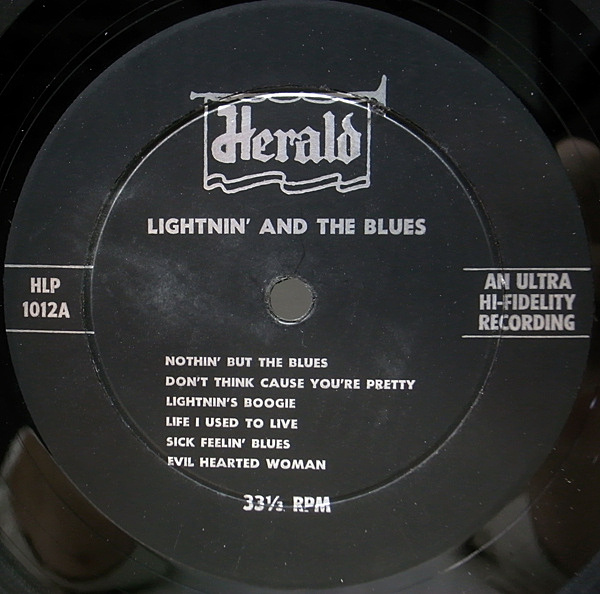 Herald
LIGHTNIN' AND THE BLUES
HLP
1012A
AN ULTRA
HI-FIDELITY
RECORDING
NOTHIN' BUT THE BLUES
DON'T THINK CAUSE YOU'RE PRETTY
LIGHTNIN'S BOOGIE
LIFE I USED TO LIVE
SICK FEELIN' BLUES
EVIL HEARTED WOMAN
33⅓ RPM